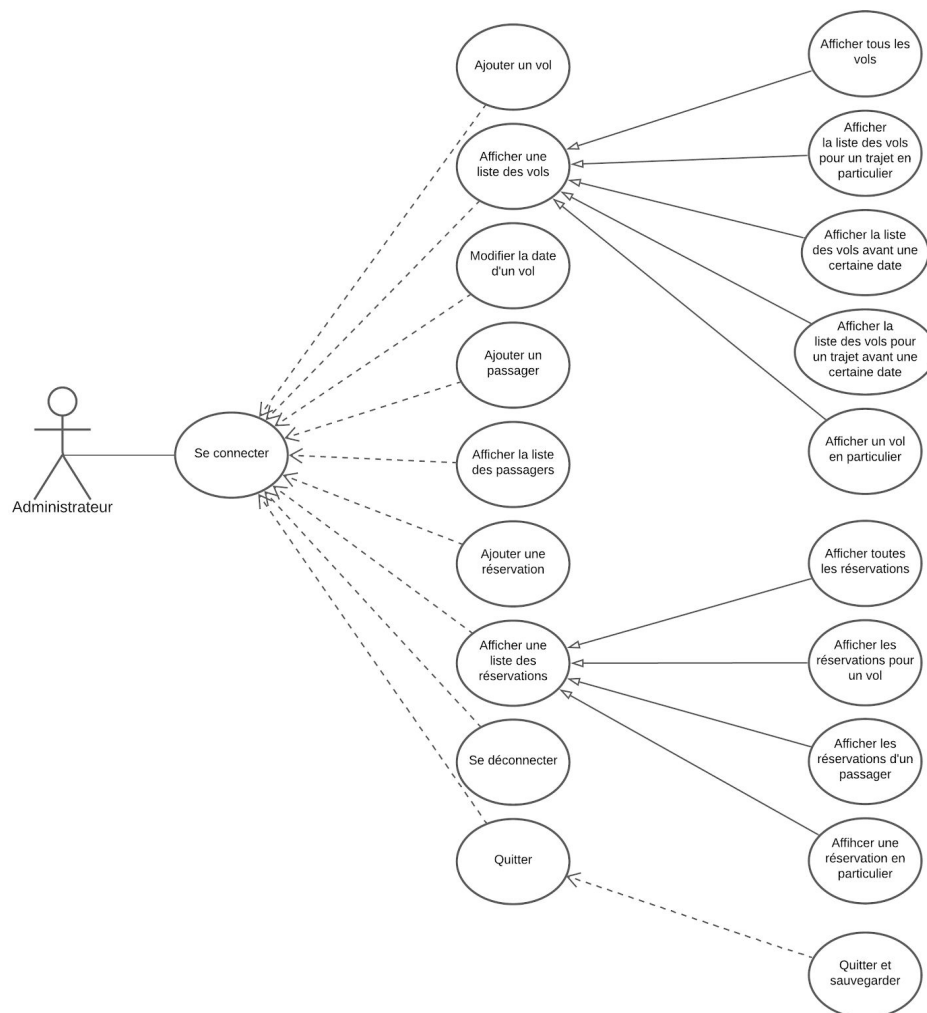 Ajouter un vol
Afficher une
liste des vols
Modifier la date
d'un vol
Ajouter un
passager
Afficher la liste
des passagers
Ajouter une
réservation
Afficher une
liste des
réservations
Se déconnecter
Quitter
Administrateur
Se connecter
Afficher tous les
vols
Afficher
la liste des vols
pour un trajet en
particulier
Afficher la liste
des vols avant une
certaine date
Afficher la
liste des vols pour
un trajet avant une
certaine date
Afficher un vol
en particulier
Afficher toutes
les réservations
Afficher les
réservations pour
un vol
Afficher les
réservations d'un
passager
Affihcer une
réservation en
particulier
Quitter et
sauvegarder